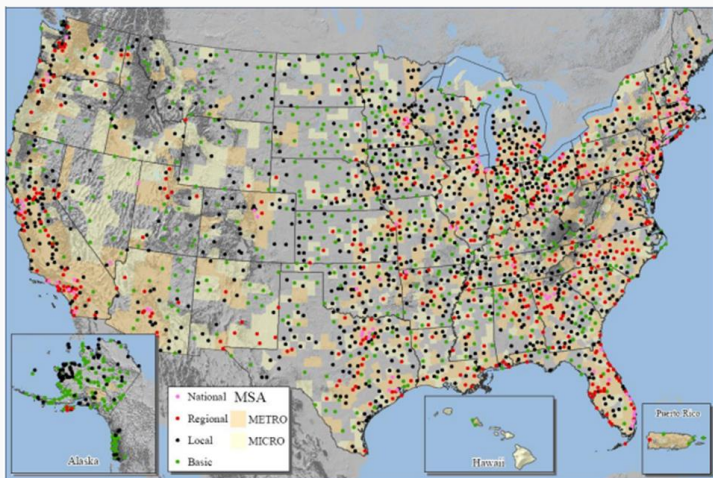 National MSA
Regional METRO
Local MICRO
Basic
Alaska
Hawaii
Puerto Rico